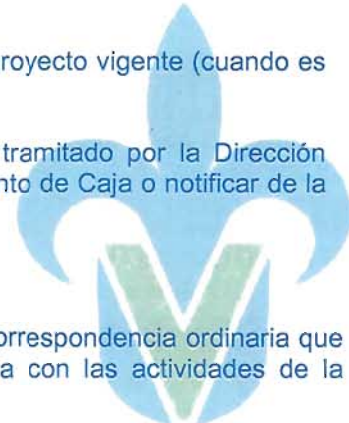 royecto vigente (cuando es
tramitado por la Dirección
nto de Caja o notificar de la
orrespondencia ordinaria que
a con las actividades de la